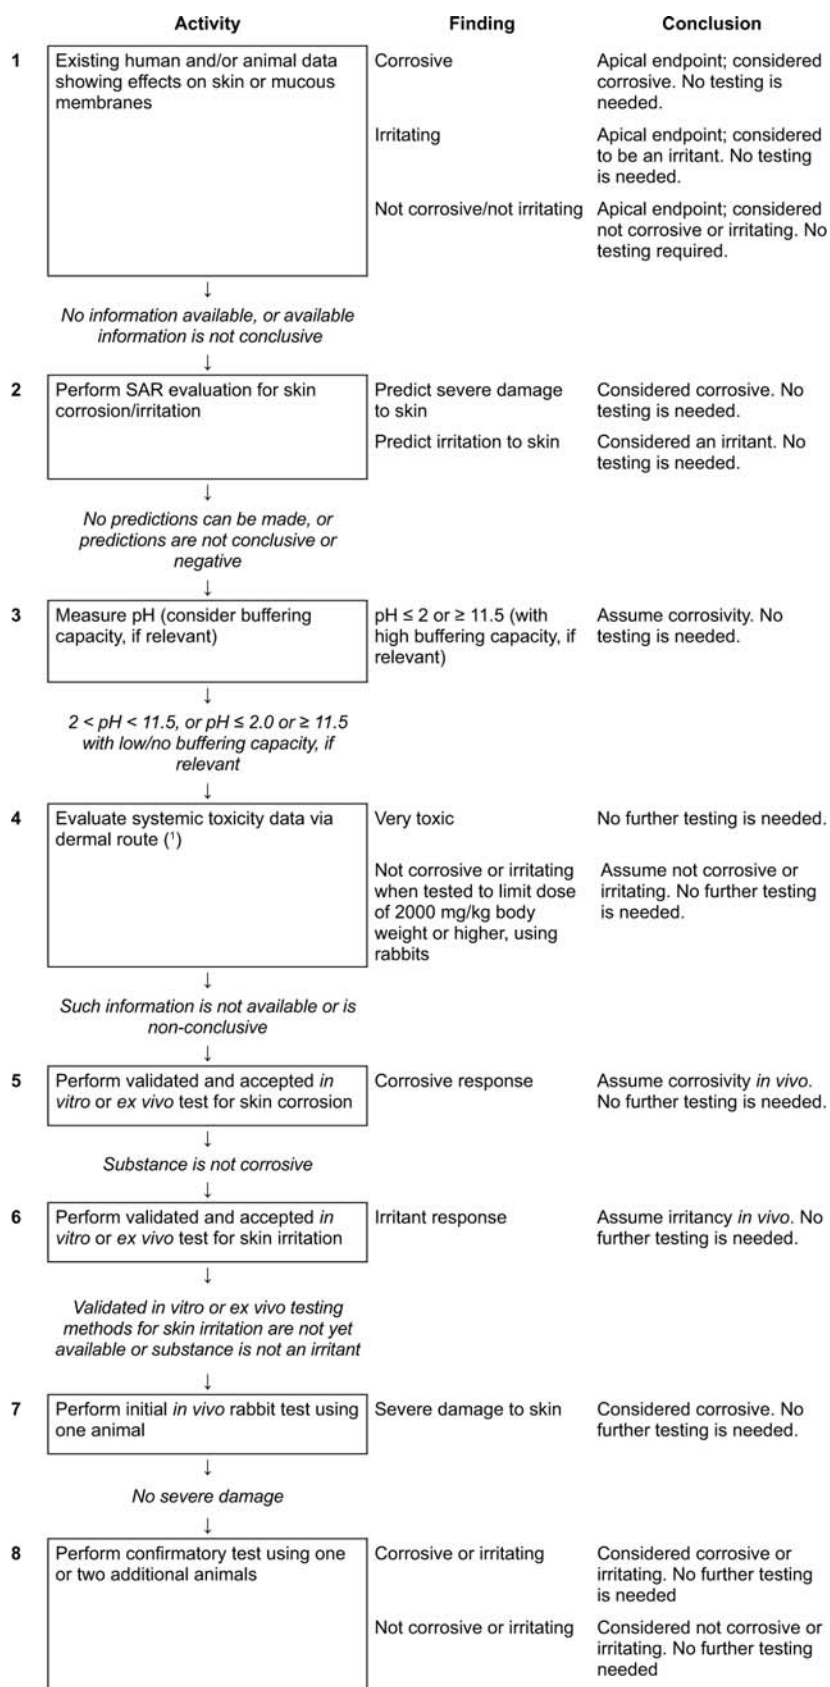 Activity Finding Conclusion
1 Existing human and/or animal data Corrosive Apical endpoint; considered
showing effects on skin or mucous corrosive. No testing is
membranes needed.
Irritating Apical endpoint; considered
to be an irritant. No testing
is needed.
Not corrosive/not irritating Apical endpoint; considered
not corrosive or irritating. No
testing required.
↓
No information available, or available
information is not conclusive
↓
2 Perform SAR evaluation for skin Predict severe damage Considered corrosive. No
corrosion/irritation to skin testing is needed.
Predict irritation to skin Considered an irritant. No
testing is needed.
↓
No predictions can be made, or
predictions are not conclusive or
negative
↓
3 Measure pH (consider buffering pH ≤ 2 or ≥ 11.5 (with Assume corrosivity. No
capacity, if relevant) high buffering capacity, if testing is needed.
relevant)
↓
2 < pH < 11.5, or pH ≤ 2.0 or ≥ 11.5
with low/no buffering capacity, if
relevant
↓
4 Evaluate systemic toxicity data via Very toxic No further testing is needed.
dermal route (¹)
Not corrosive or irritating Assume not corrosive or
when tested to limit dose irritating. No further testing
of 2000 mg/kg body is needed.
weight or higher, using
rabbits
↓
Such information is not available or is
non-conclusive
↓
5 Perform validated and accepted in Corrosive response Assume corrosivity in vivo.
vitro or ex vivo test for skin corrosion No further testing is needed.
↓
Substance is not corrosive
↓
6 Perform validated and accepted in Irritant response Assume irritancy in vivo. No
vitro or ex vivo test for skin irritation further testing is needed.
↓
Validated in vitro or ex vivo testing
methods for skin irritation are not yet
available or substance is not an irritant
↓
7 Perform initial in vivo rabbit test using Severe damage to skin Considered corrosive. No
one animal further testing is needed.
↓
No severe damage
↓
8 Perform confirmatory test using one Corrosive or irritating Considered corrosive or
or two additional animals irritating. No further testing
is needed
Not corrosive or irritating Considered not corrosive or
irritating. No further testing
needed